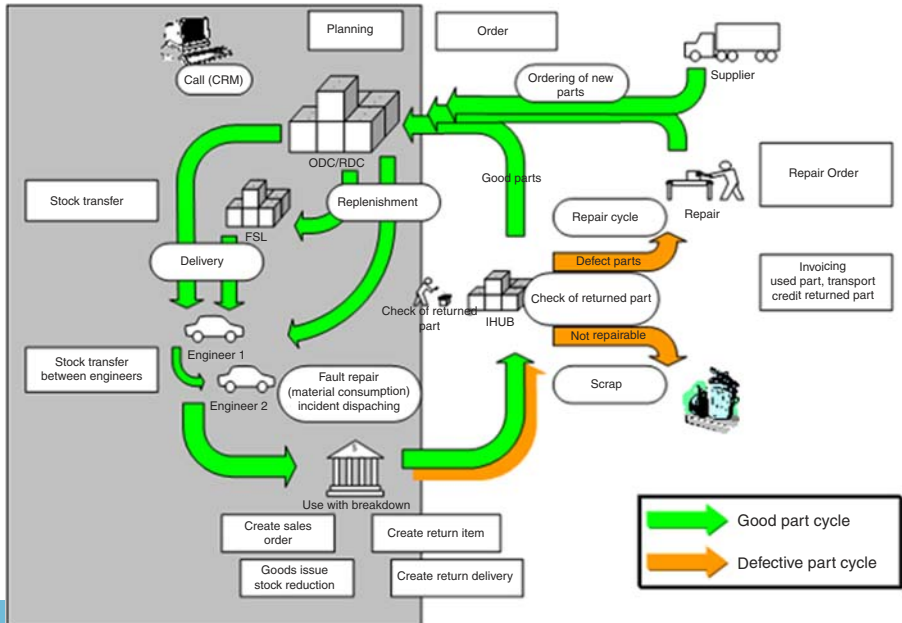 Planning
Order
Call (CRM)
Ordering of new
parts
Supplier
ODC/RDC
Good parts
Repair Order
Stock transfer
Replenishment
Repair
FSL
Repair cycle
Delivery
Defect parts
Invoicing
used part, transport
credit returned part
Check of returned
part
IHUB
Check of returned part
Engineer 1
Not repairable
Stock transfer
between engineers
Engineer 2
Fault repair
(material consumption)
incident dispaching
Scrap
Use with breakdown
Create sales
order
Create return item
Good part cycle
Goods issue
stock reduction
Create return delivery
Defective part cycle